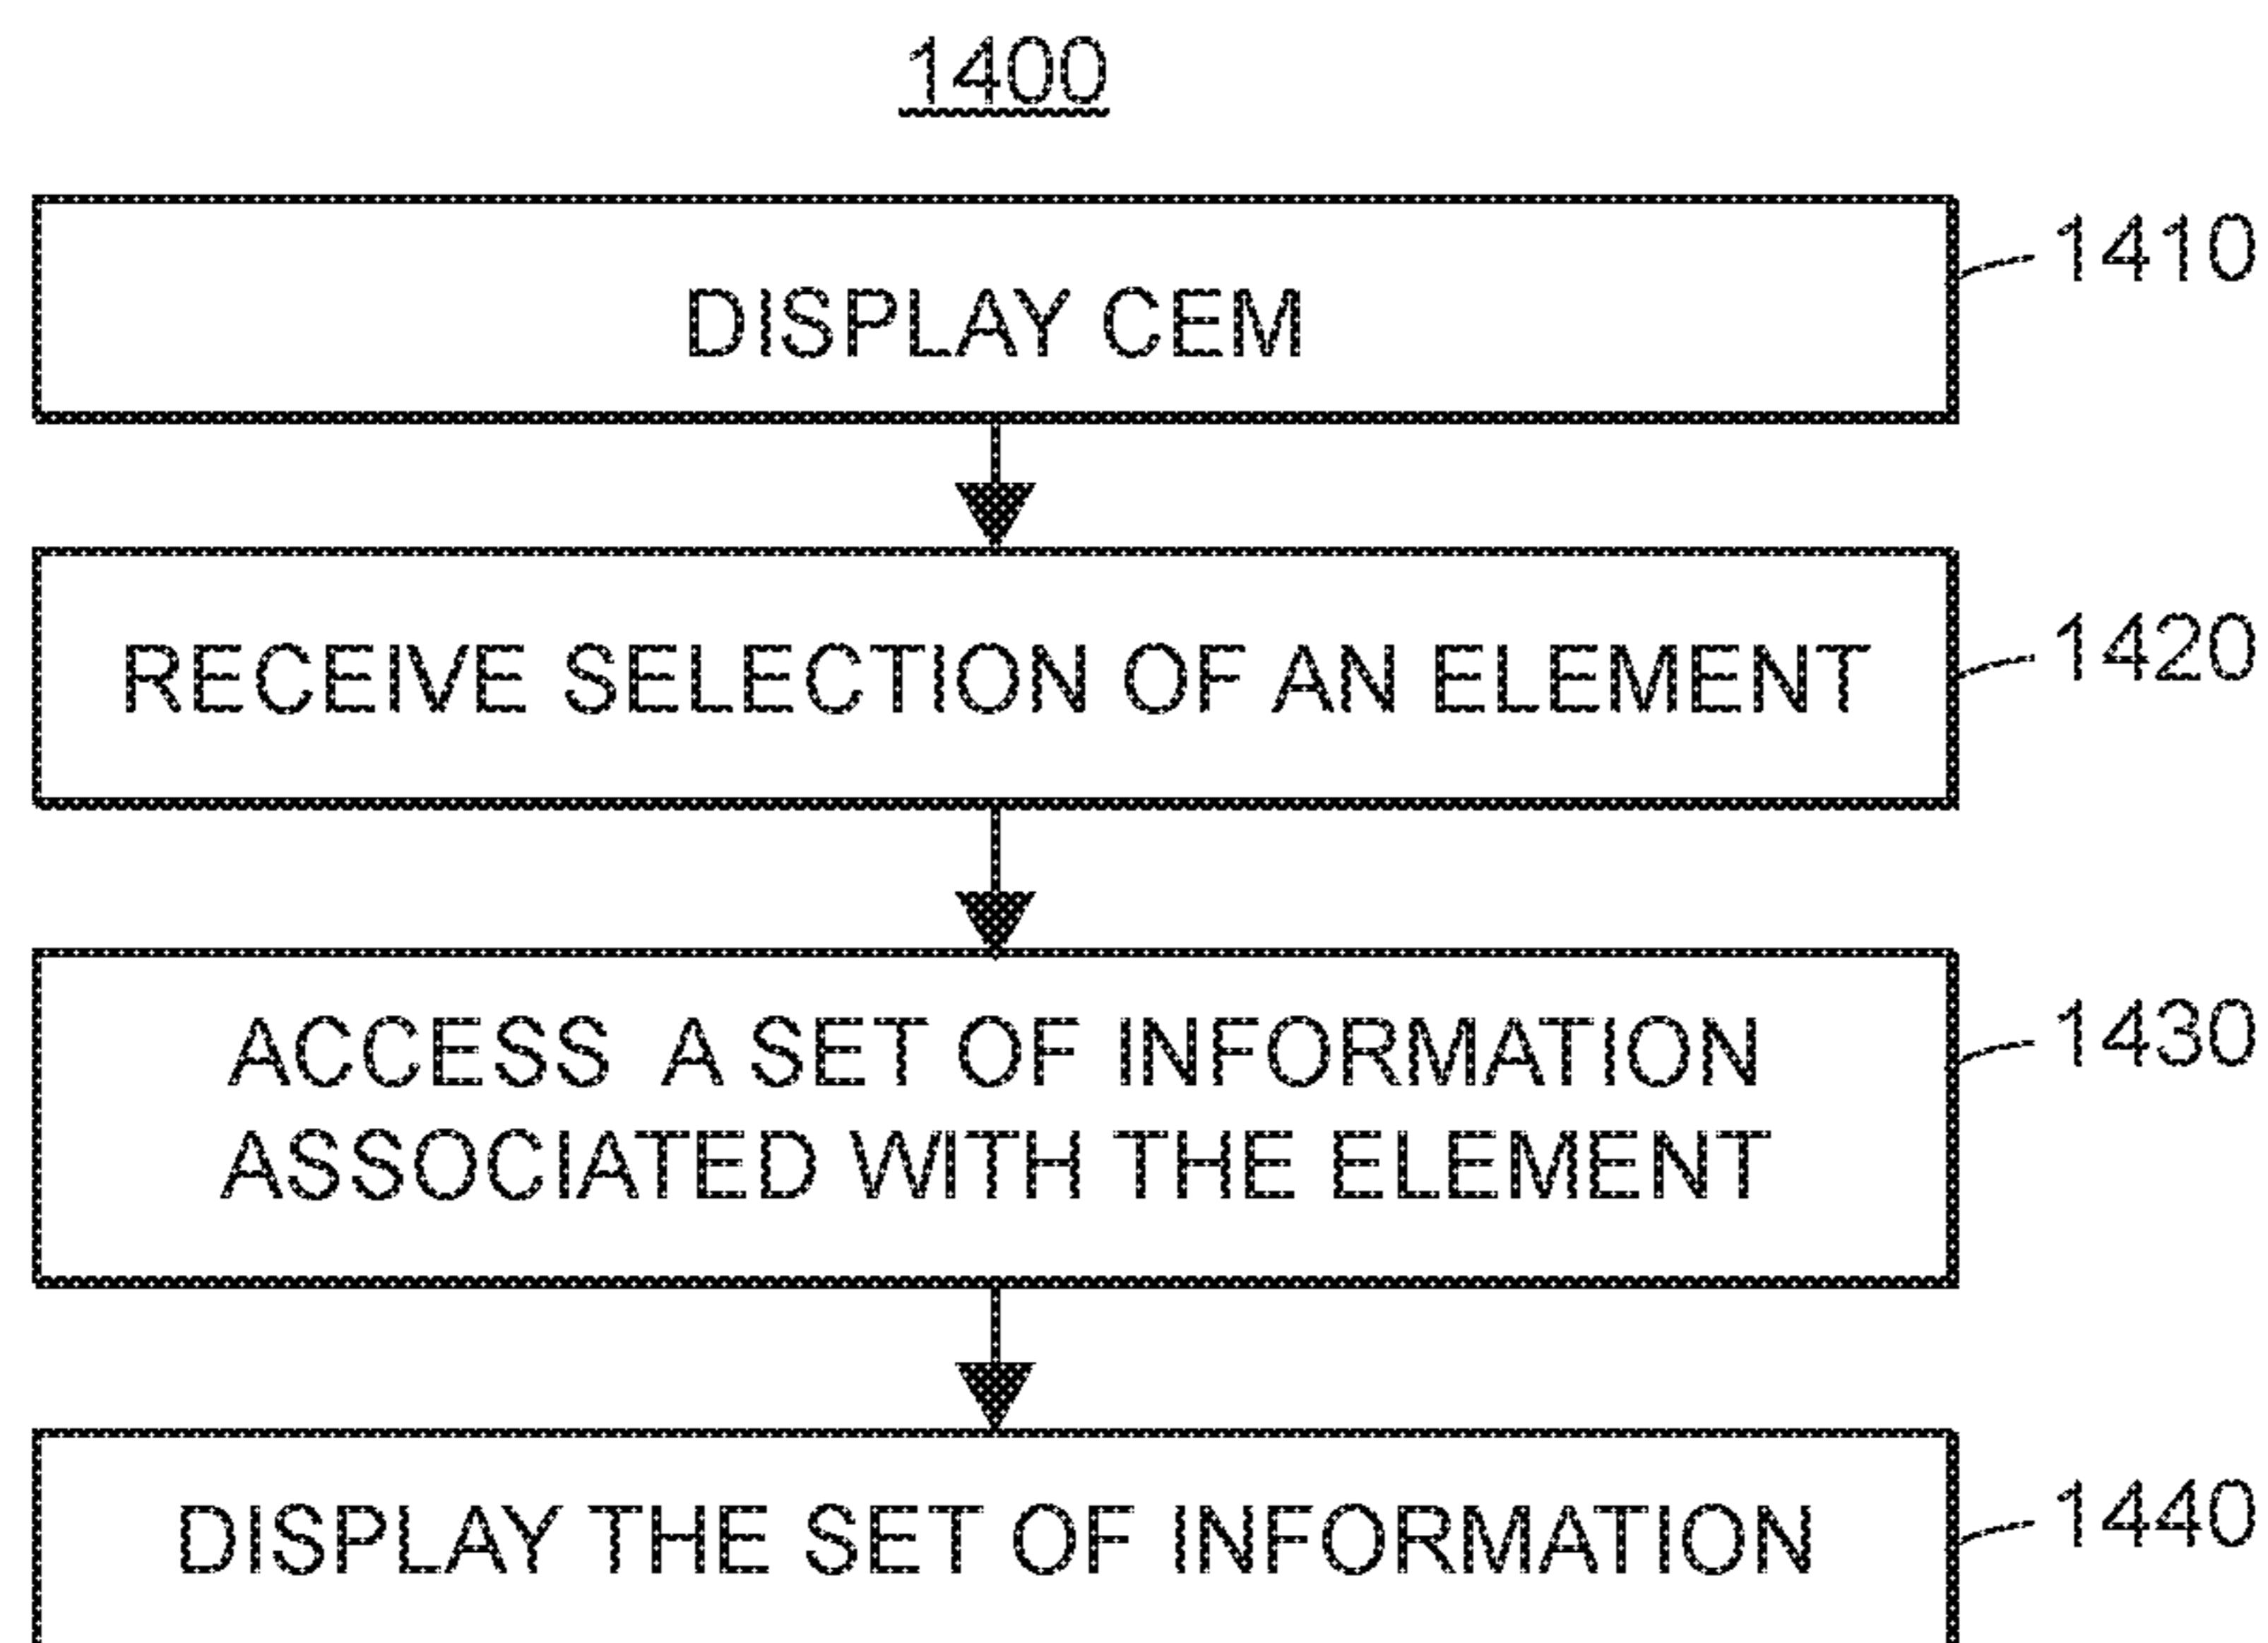 1400
DISPLAY CEM
1410
RECEIVE SELECTION OF AN ELEMENT
1420
ACCESS A SET OF INFORMATION
ASSOCIATED WITH THE ELEMENT
1430
DISPLAY THE SET OF INFORMATION
1440